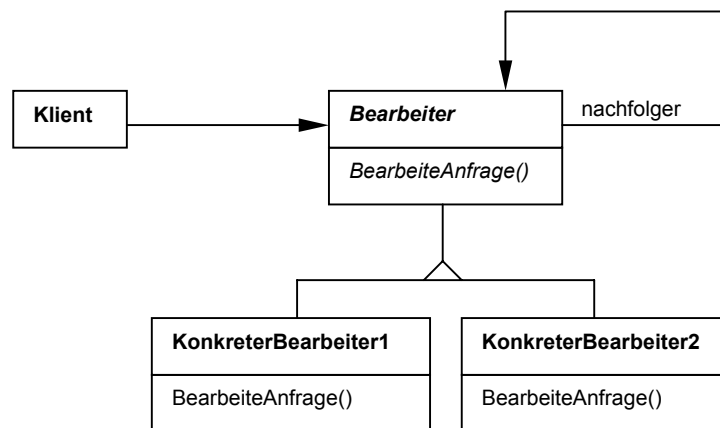 Klient
Bearbeiter
nachfolger
BearbeiteAnfrage()
KonkreterBearbeiter1
KonkreterBearbeiter2
BearbeiteAnfrage()
BearbeiteAnfrage()